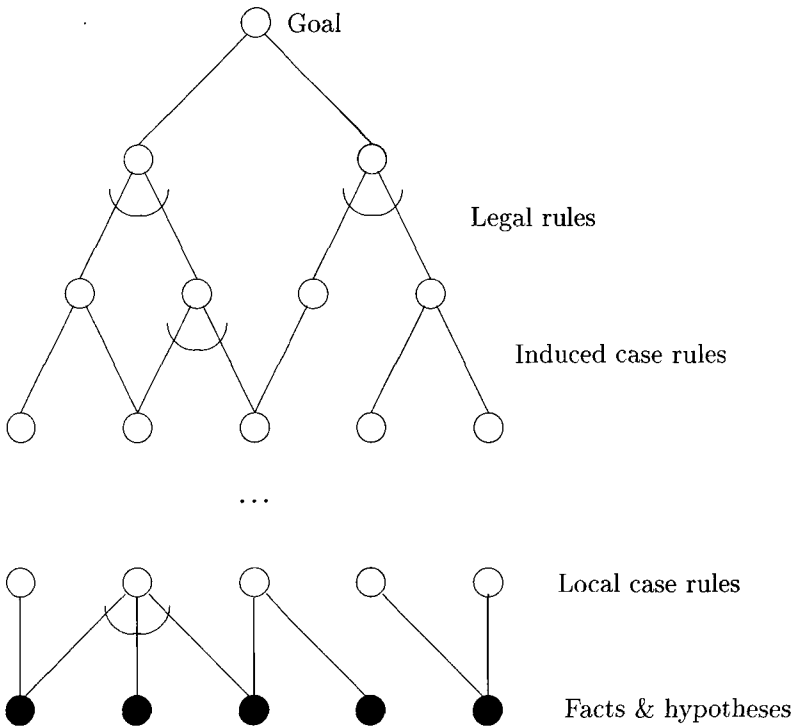 Goal
Legal rules
Induced case rules
...
Local case rules
Facts & hypotheses